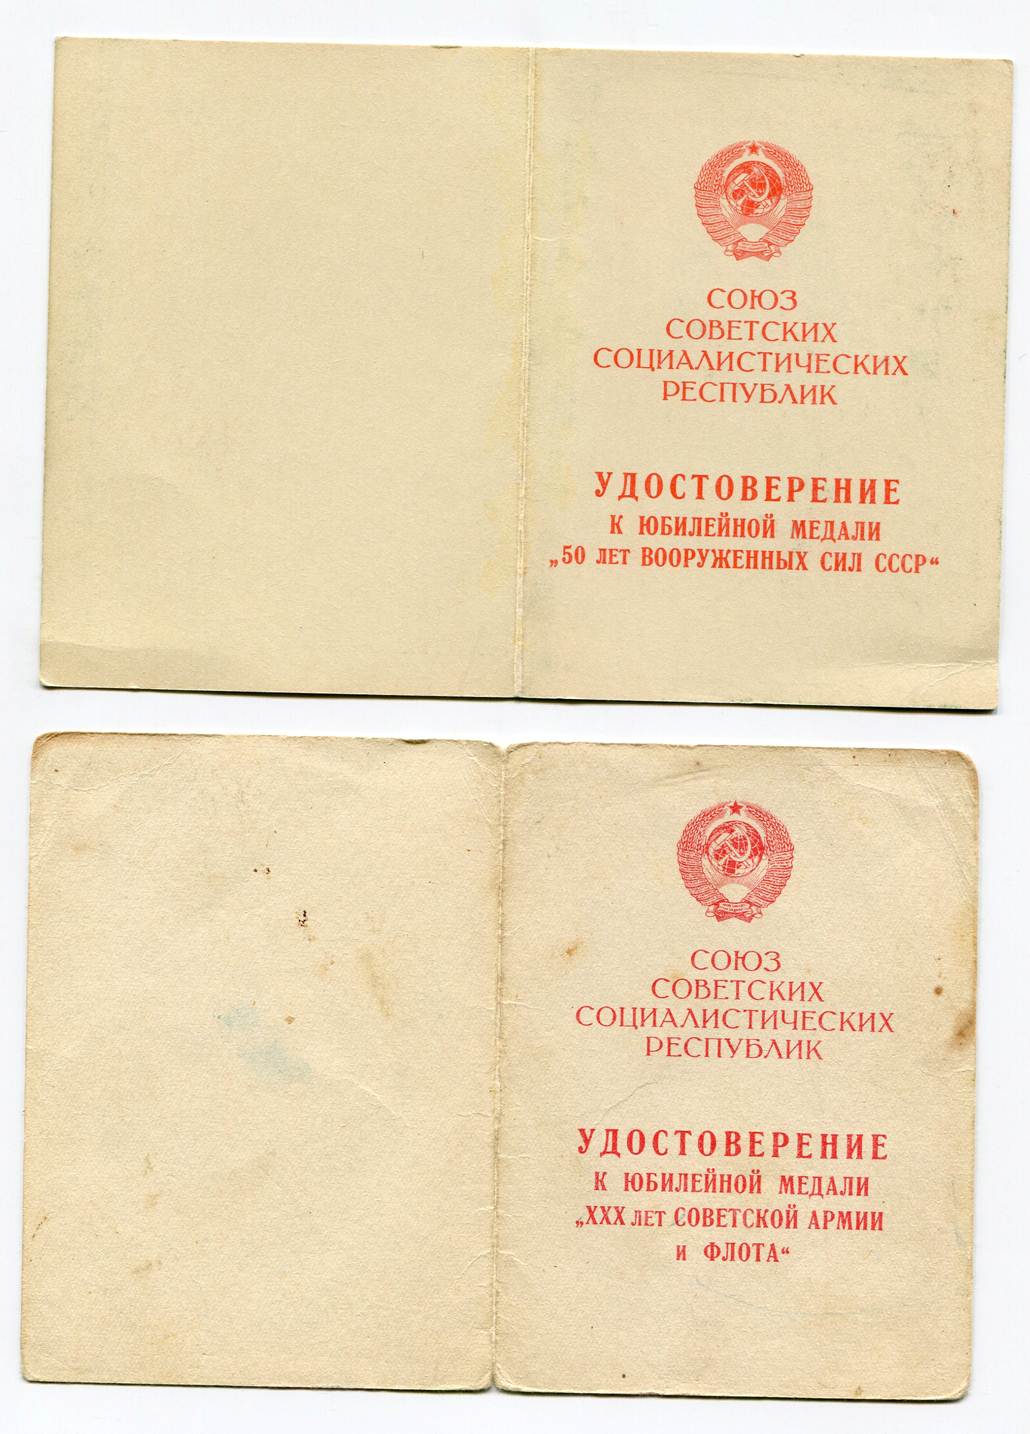 СОЮЗ
СОВЕТСКИХ
СОЦИАЛИСТИЧЕСКИХ
РЕСПУБЛИК
УДОСТОВЕРЕНИЕ
К ЮБИЛЕЙНОЙ МЕДАЛИ
„50 ЛЕТ ВООРУЖЕННЫХ СИЛ СССР“
СОЮЗ
СОВЕТСКИХ
СОЦИАЛИСТИЧЕСКИХ
РЕСПУБЛИК
УДОСТОВЕРЕНИЕ
К ЮБИЛЕЙНОЙ МЕДАЛИ
„XXX ЛЕТ СОВЕТСКОЙ АРМИИ
И ФЛОТА“